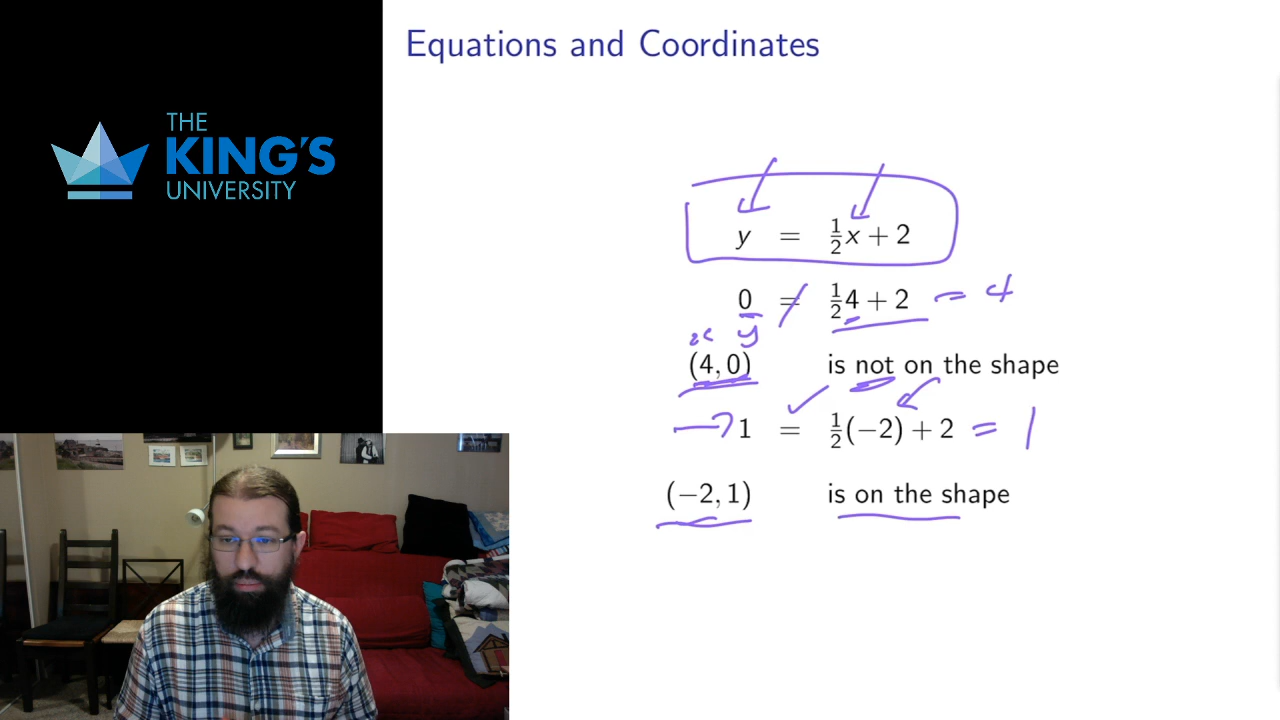 THE
KING'S
UNIVERSITY
Equations and Coordinates
y = ½x + 2
0 ≠ ½4 + 2 = 4
x y
(4, 0) is not on the shape
→ 1 = ½(−2) + 2 = 1 ✓
(−2, 1) is on the shape